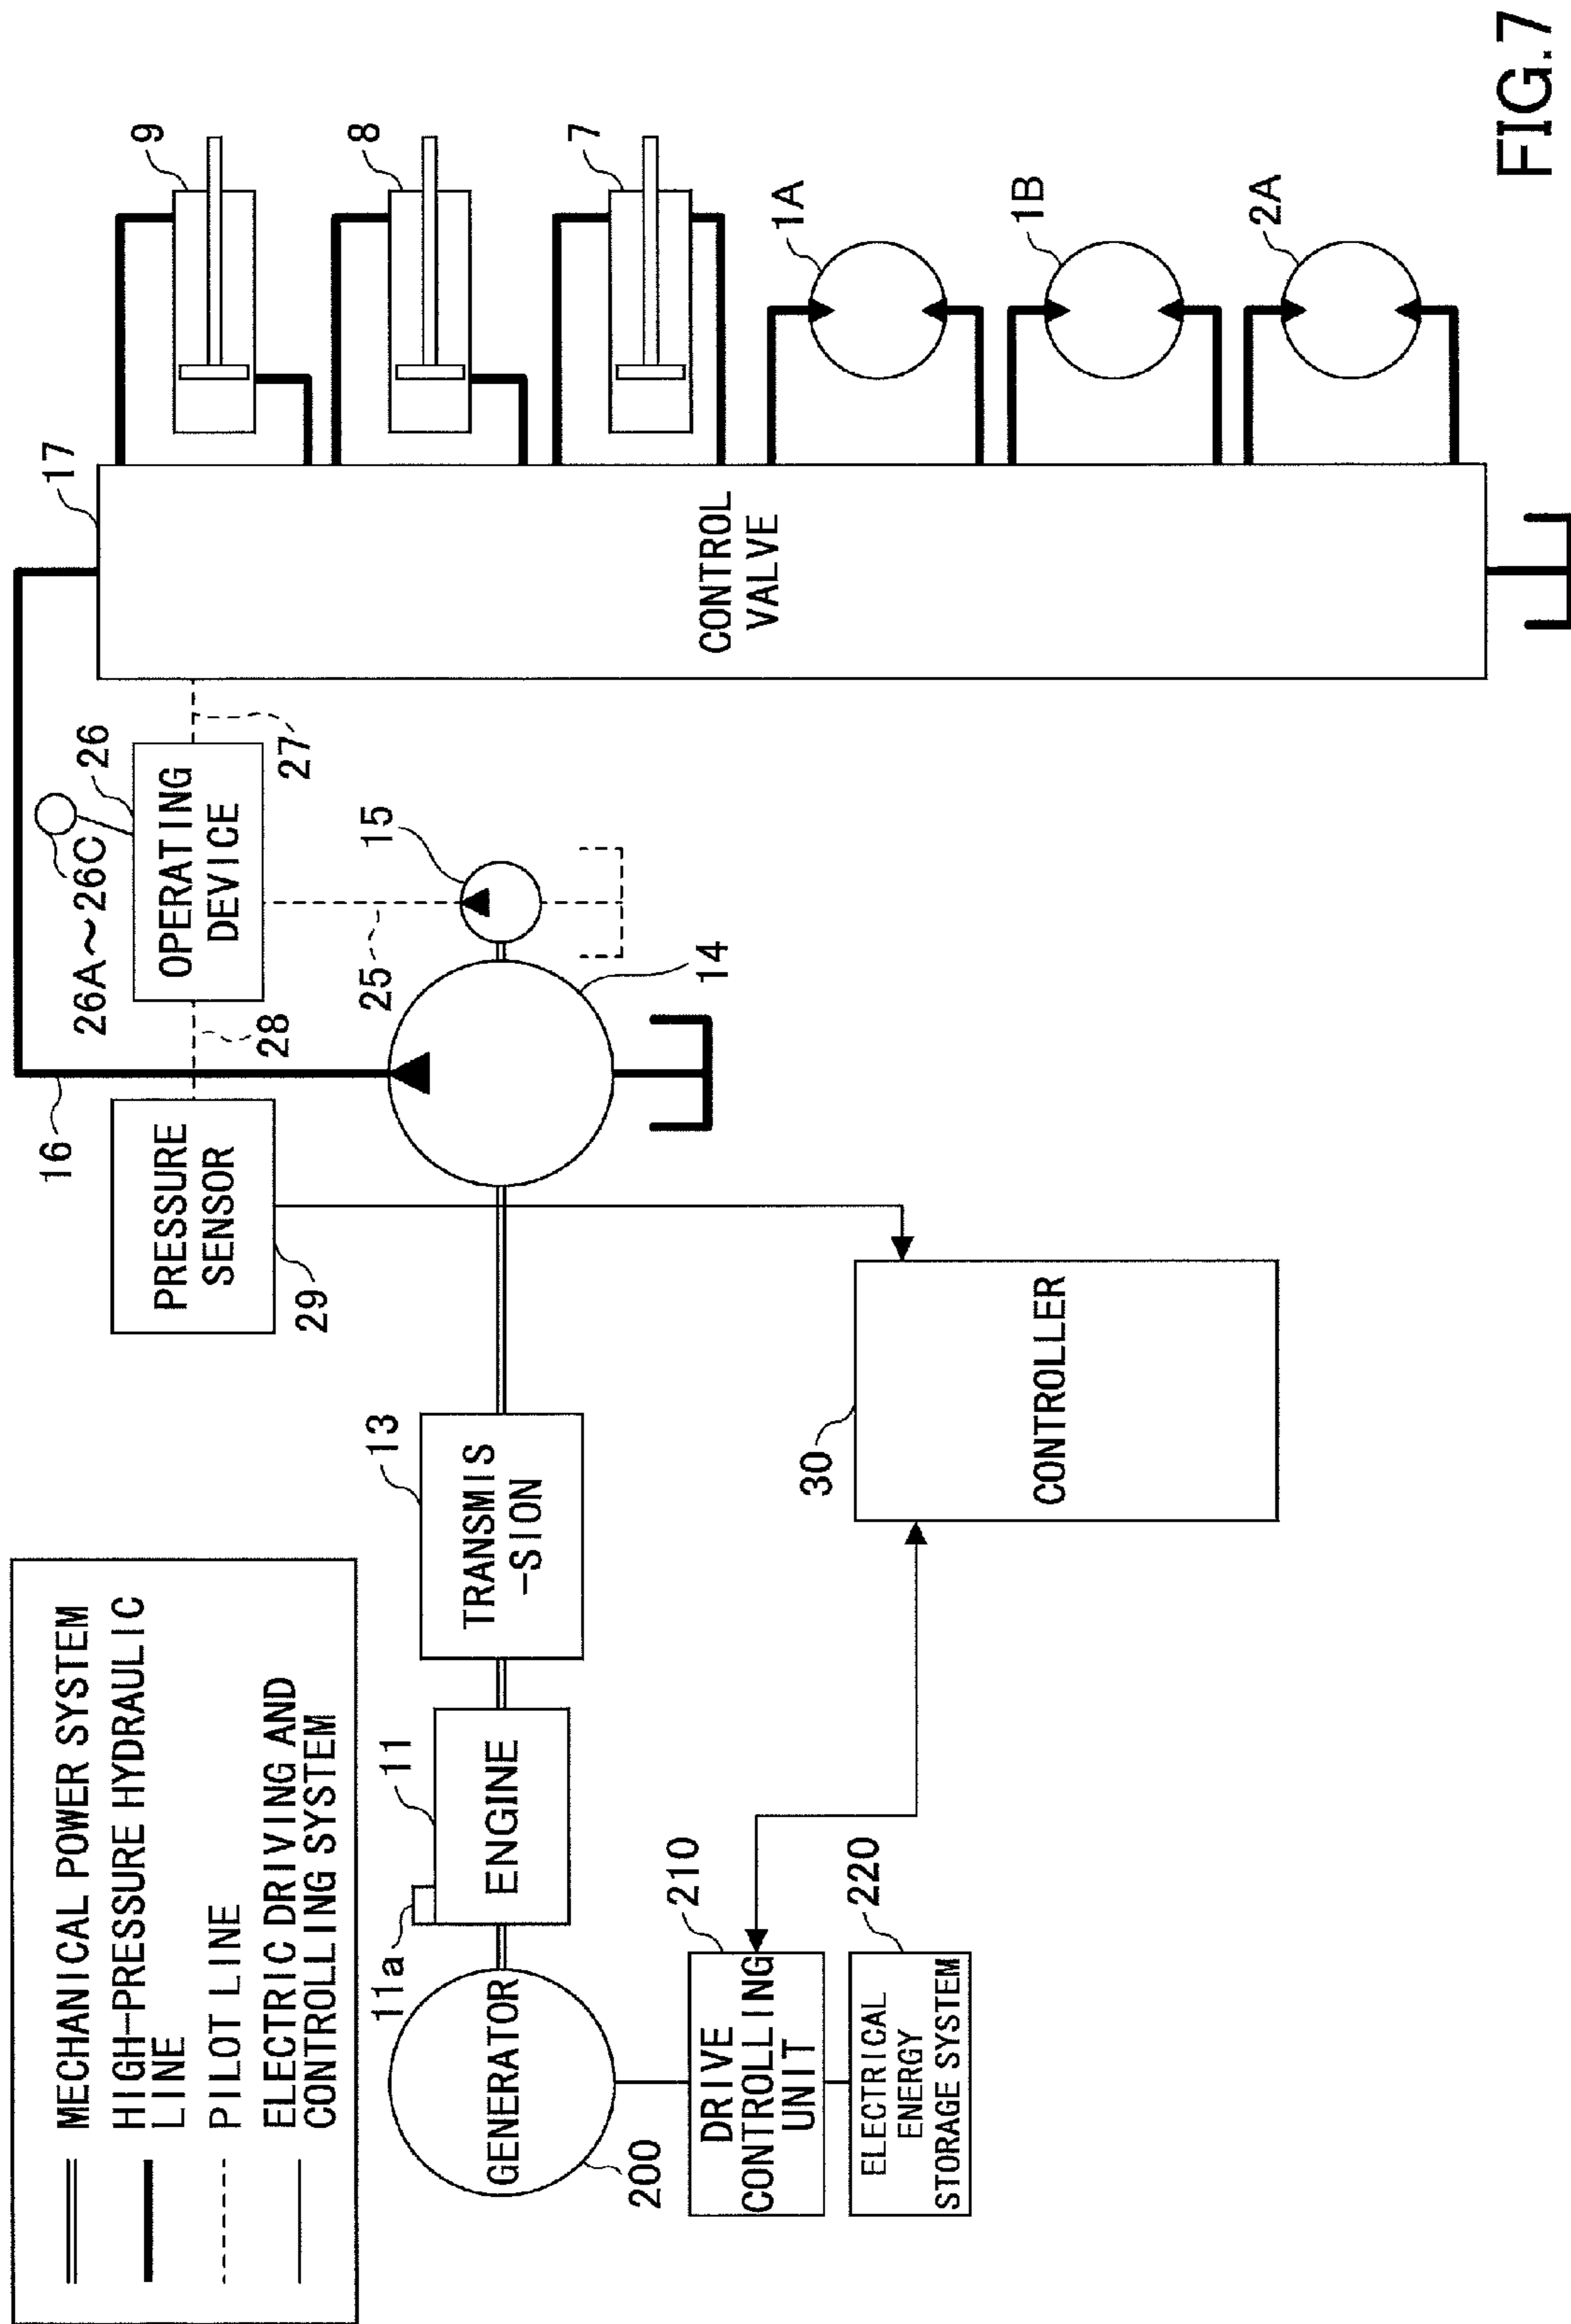 MECHANICAL POWER SYSTEM
HIGH-PRESSURE HYDRAULIC
LINE
PILOT LINE
ELECTRIC DRIVING AND
CONTROLLING SYSTEM
GENERATOR
200
11a
ENGINE
11
TRANSMIS
-SION
13
DRIVE
CONTROLLING
UNIT
210
ELECTRICAL
ENERGY
STORAGE SYSTEM
220
CONTROLLER
30
PRESSURE
SENSOR
29
16
28
26A~26C
OPERATING
DEVICE
26
27
25
15
14
17
CONTROL
VALVE
9
8
7
1A
1B
2A
FIG.7